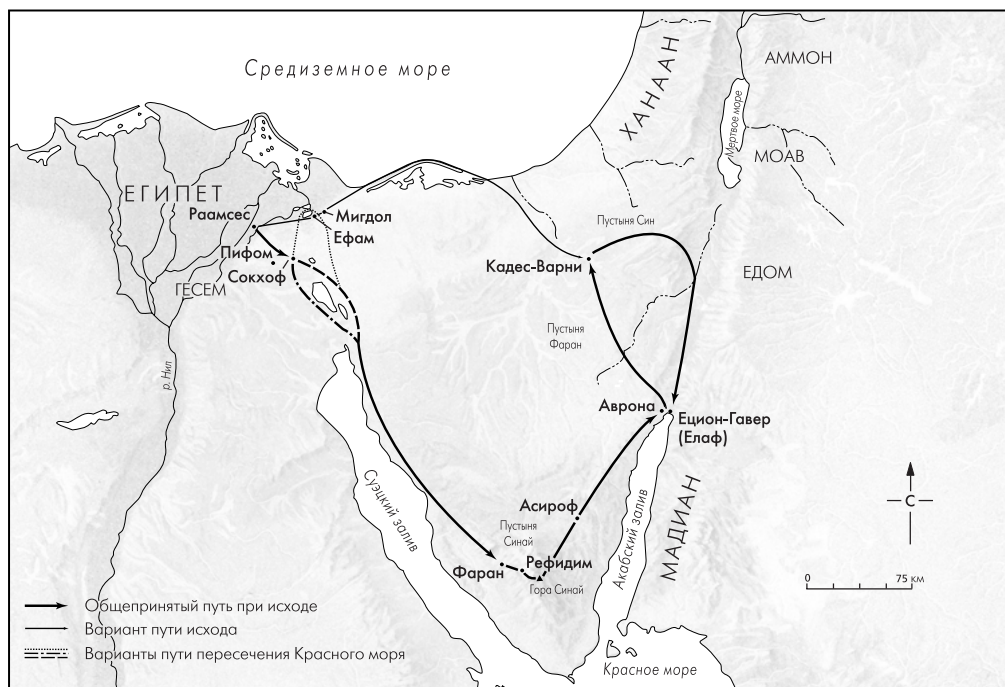 Средиземное море
ХАНААН
АММОН
Мертвое море
МОАВ
ЕГИПЕТ
Раамсес
Мигдол
Ефам
Пустыня Син
Пифом
Сокхоф
ГЕСЕМ
Кадес-Варни
ЕДОМ
Пустыня
Фаран
р. Нил
Аврона
Ецион-Гавер
(Елаф)
Суэцкий залив
Асироф
Пустыня
Синай
Акабский залив
МАДИАН
С
Фаран
Рефидим
Гора Синай
0
75 км
Общепринятый путь при исходе
Вариант пути исхода
Варианты пути пересечения Красного моря
Красное море